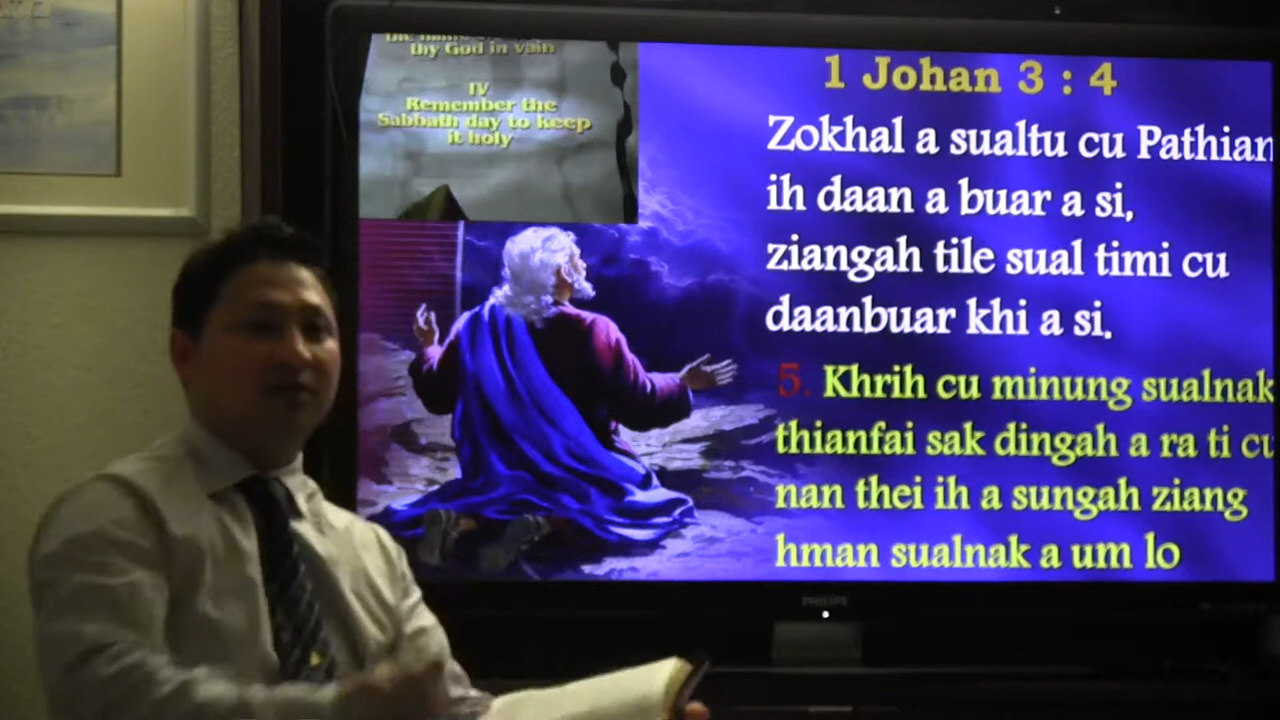 thy God in vain
IV
Remember the
Sabbath day to keep
it holy
1 Johan 3 : 4
Zokhal a sualtu cu Pathian
ih daan a buar a si,
ziangah tile sual timi cu
daanbuar khi a si.
5. Khrih cu minung sualnak
thianfai sak dingah a ra ti cu
nan thei ih a sungah ziang
hman sualnak a um lo
PHILIPS